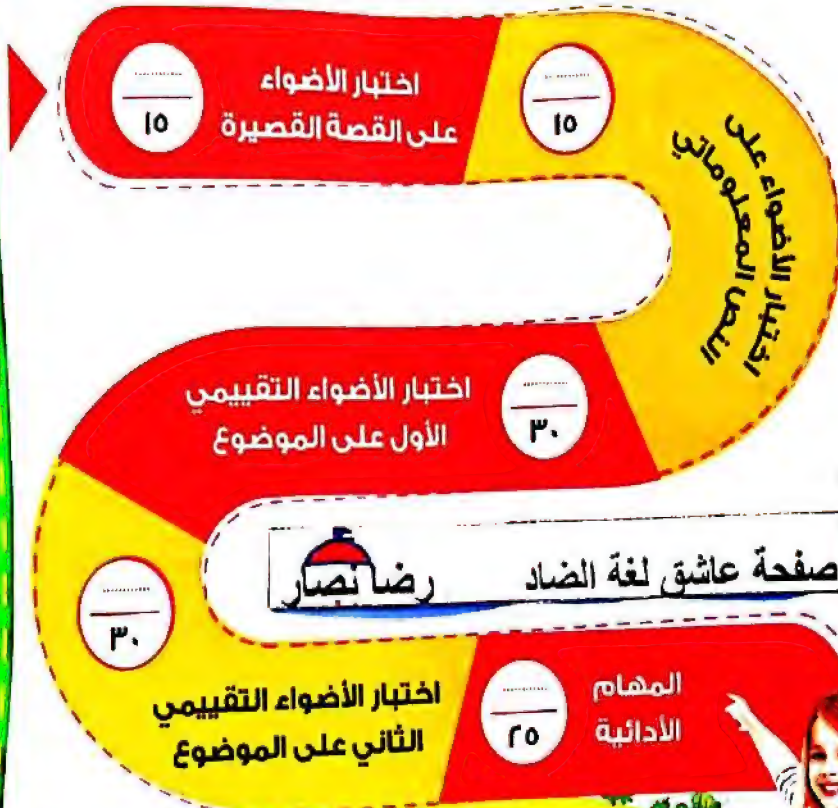 اختبار الأضواء
على القصة القصيرة
............
١٥
اختبار الأضواء على
النص المعلوماتي
............
١٥
اختبار الأضواء التقييمي
الأول على الموضوع
............
٣٠
صفحة عاشق لغة الضاد رضا نصار
اختبار الأضواء التقييمي
الثاني على الموضوع
............
٣٠
المهام
الأدائية
............
٢٥